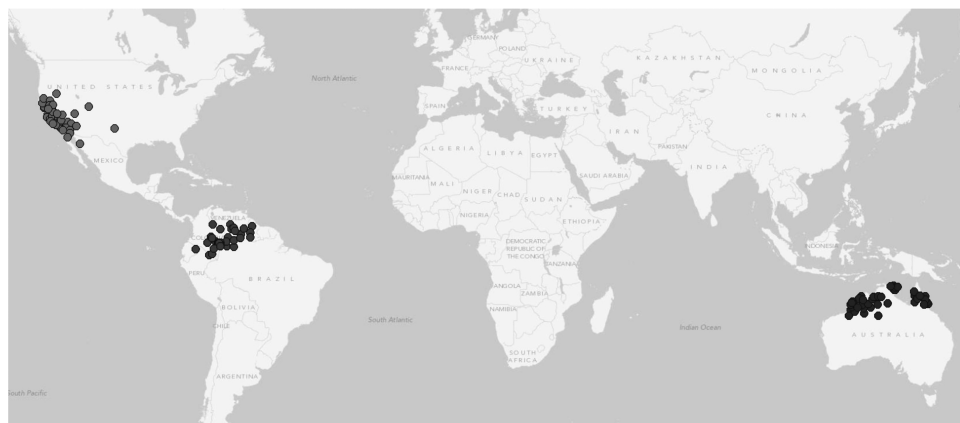 GERMANY
POLAND
UKRAINE
KAZAKHSTAN
MONGOLIA
FRANCE
North Atlantic
UNITED STATES
SPAIN
TURKEY
CHINA
IRAN
PAKISTAN
ALGERIA
LIBYA
EGYPT
MEXICO
INDIA
MAURITANIA
MALI
NIGER
CHAD
SUDAN
SAUDI ARABIA
NIGERIA
ETHIOPIA
VENEZUELA
DEMOCRATIC
REPUBLIC OF
THE CONGO
INDONESIA
TANZANIA
PERU
BRAZIL
ANGOLA
ZAMBIA
BOLIVIA
NAMIBIA
South Atlantic
Indian Ocean
CHILE
AUSTRALIA
SOUTH
AFRICA
ARGENTINA
South Pacific